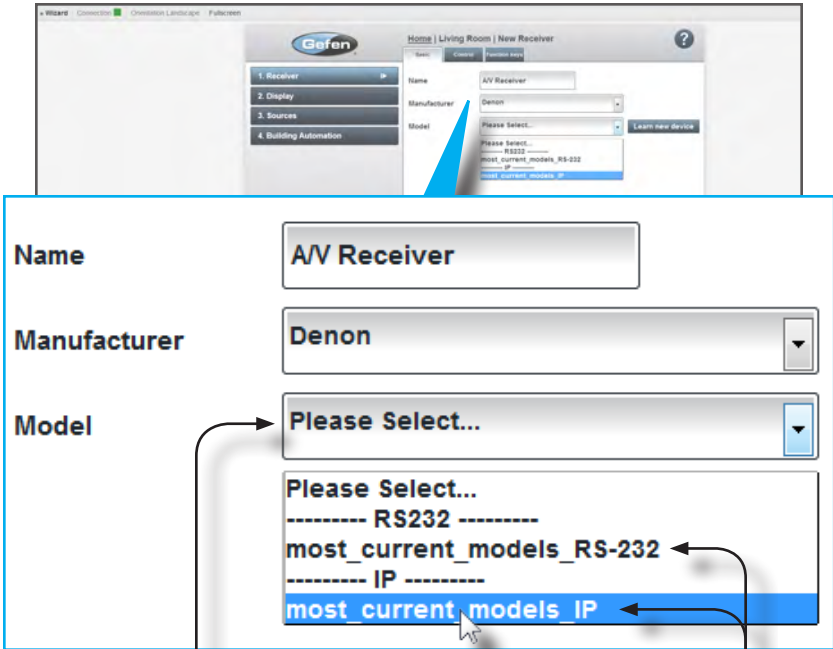 Wizard Connection Orientation Landscape Fullscreen
Gefen
Home | Living Room | New Receiver
?
Basic Control Function Keys
1. Receiver
2. Display
3. Sources
4. Building Automation
Name A/V Receiver
Manufacturer Denon
Model Please Select... Learn new device
Please Select...
--------- RS232 ---------
most_current_models_RS-232
--------- IP ---------
most_current_models_IP
Name A/V Receiver
Manufacturer Denon
Model Please Select...
Please Select...
--------- RS232 ---------
most_current_models_RS-232
--------- IP ---------
most_current_models_IP